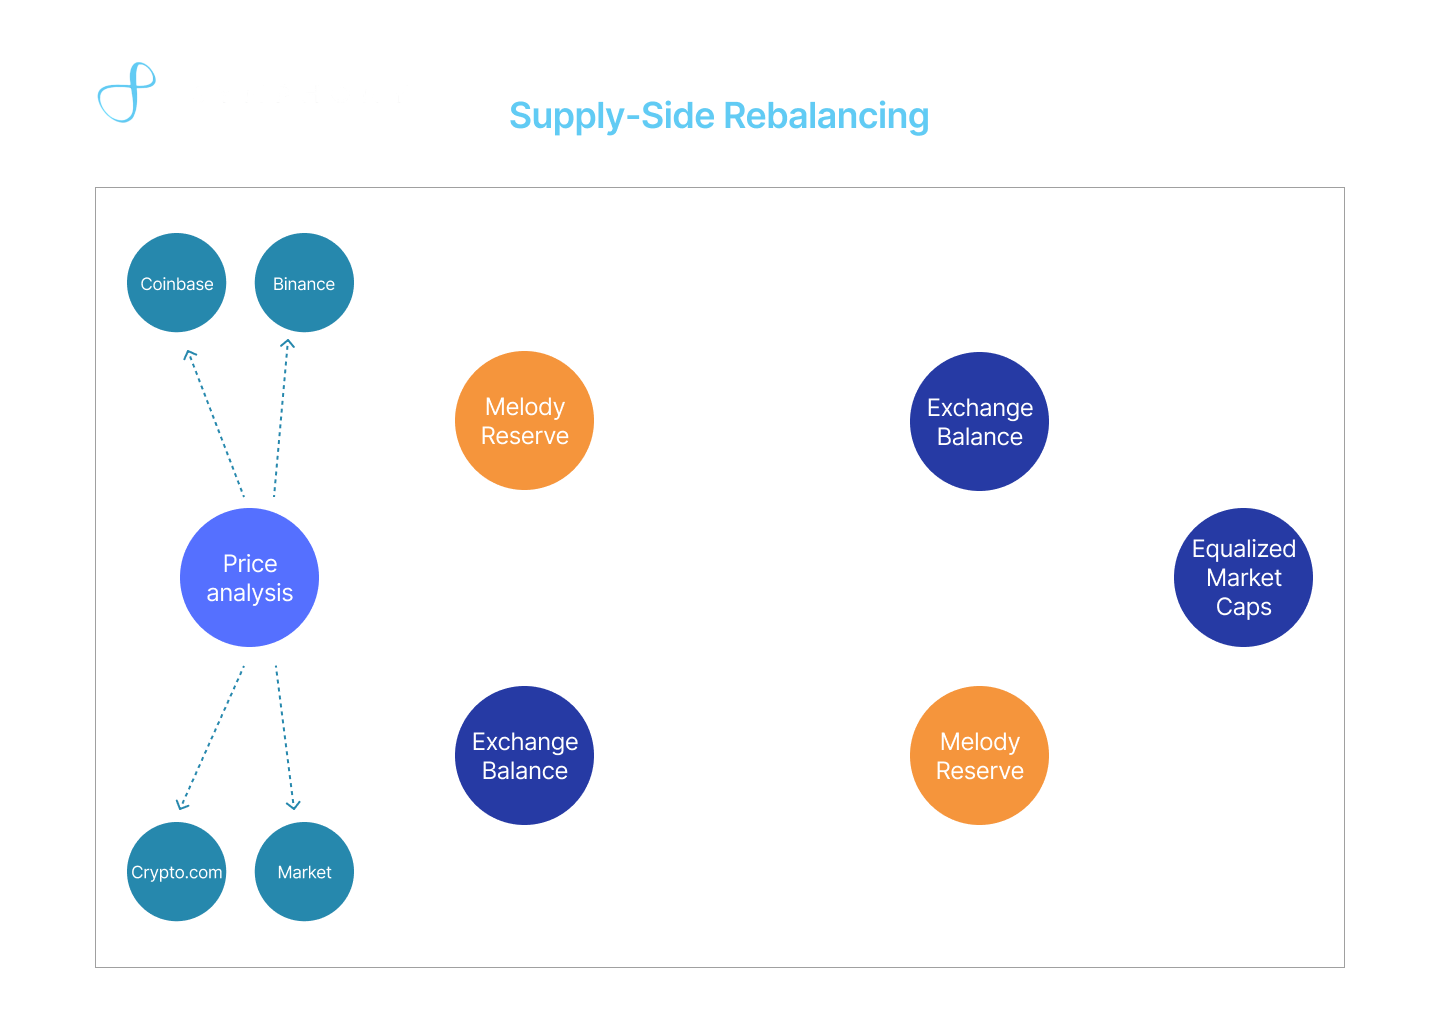 Supply-Side Rebalancing
Coinbase
Binance
Melody
Reserve
Exchange
Balance
Price
analysis
Equalized
Market
Caps
Exchange
Balance
Melody
Reserve
Crypto.com
Market